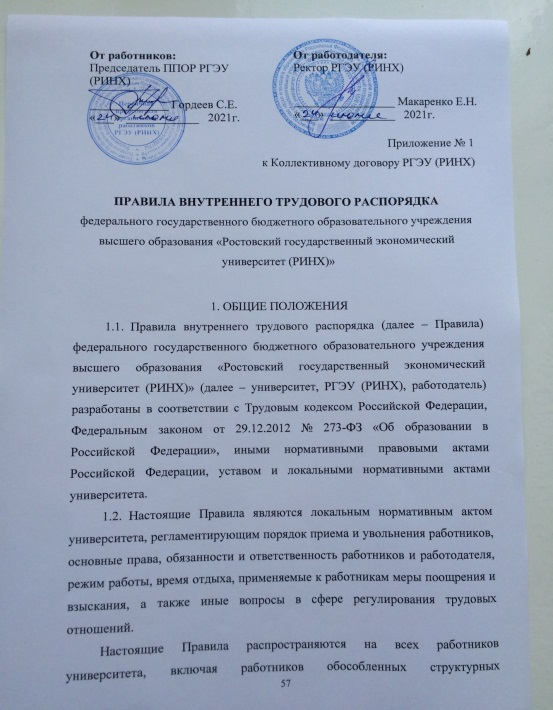 От работников:
Председатель ППОР РГЭУ
(РИНХ)
Гордеев С.Е.
«24» 2021г.
От работодателя:
Ректор РГЭУ (РИНХ)
Макаренко Е.Н.
«24» 2021г.
Приложение № 1
к Коллективному договору РГЭУ (РИНХ)
ПРАВИЛА ВНУТРЕННЕГО ТРУДОВОГО РАСПОРЯДКА
федерального государственного бюджетного образовательного учреждения
высшего образования «Ростовский государственный экономический
университет (РИНХ)»
1. ОБЩИЕ ПОЛОЖЕНИЯ
1.1. Правила внутреннего трудового распорядка (далее – Правила)
федерального государственного бюджетного образовательного учреждения
высшего образования «Ростовский государственный экономический
университет (РИНХ)» (далее – университет, РГЭУ (РИНХ), работодатель)
разработаны в соответствии с Трудовым кодексом Российской Федерации,
Федеральным законом от 29.12.2012 № 273-ФЗ «Об образовании в
Российской Федерации», иными нормативными правовыми актами
Российской Федерации, уставом и локальными нормативными актами
университета.
1.2. Настоящие Правила являются локальным нормативным актом
университета, регламентирующим порядок приема и увольнения работников,
основные права, обязанности и ответственность работников и работодателя,
режим работы, время отдыха, применяемые к работникам меры поощрения и
взыскания, а также иные вопросы в сфере регулирования трудовых
отношений.
Настоящие Правила распространяются на всех работников
университета, включая работников обособленных структурных
57